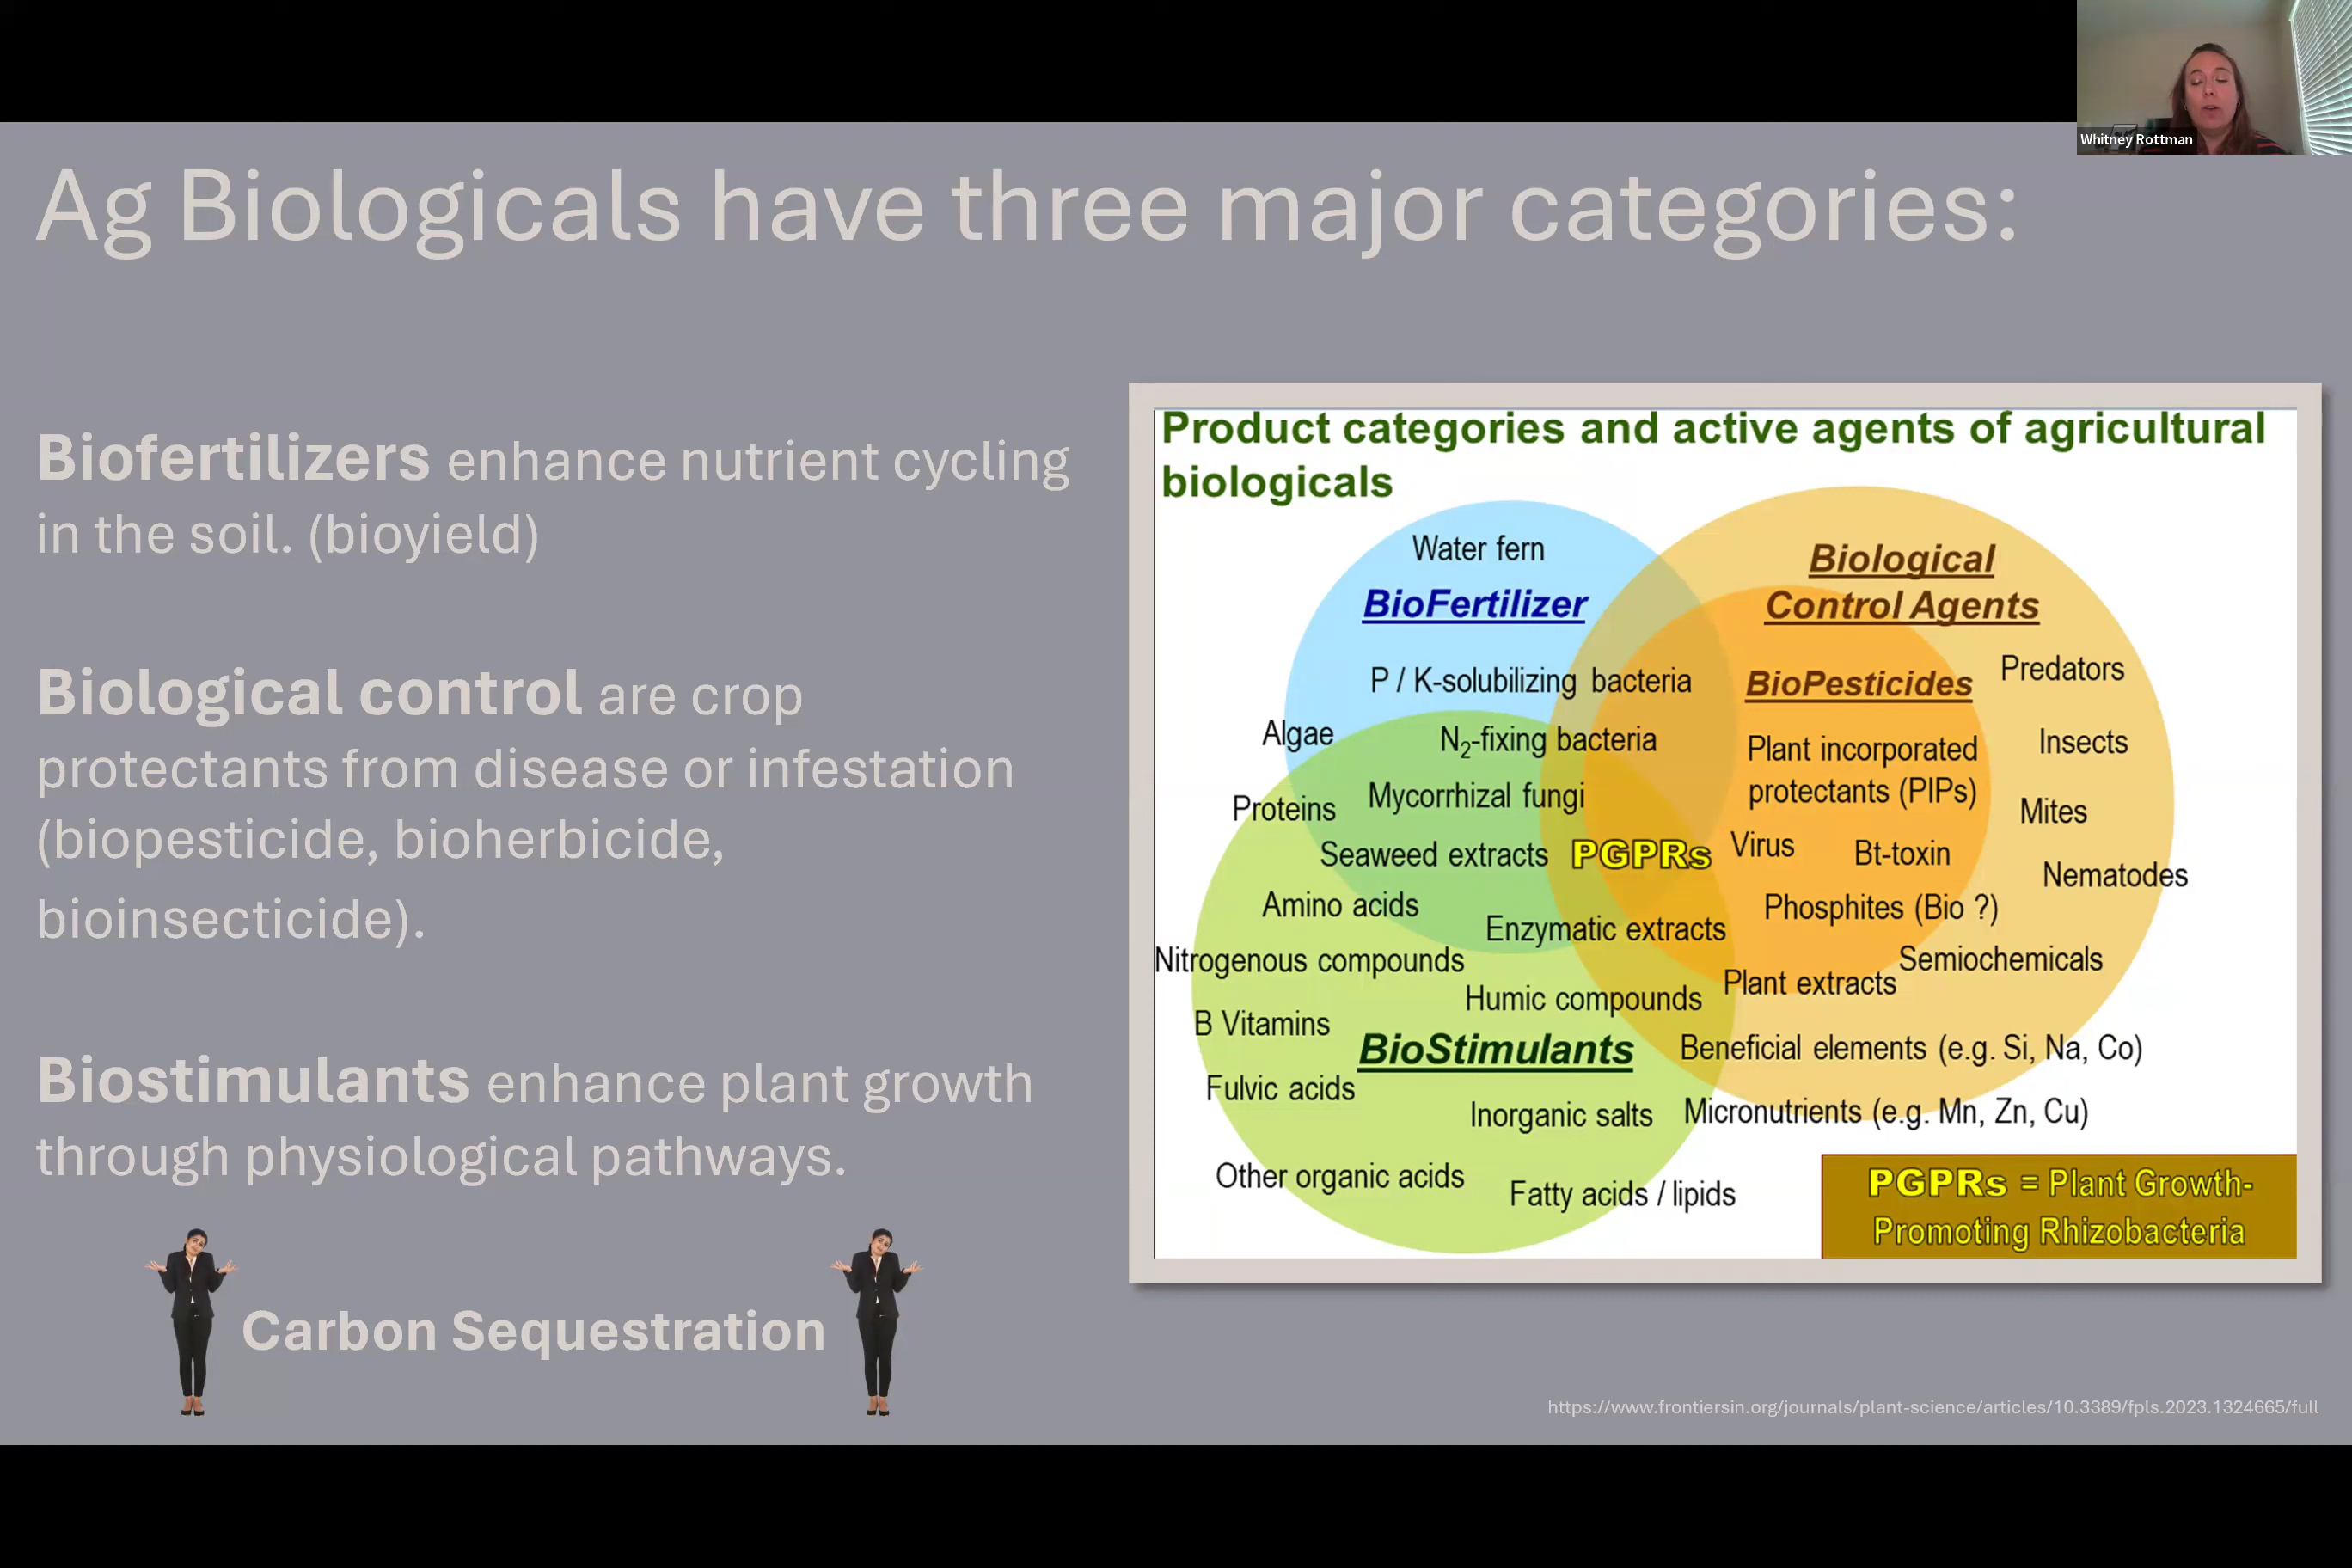 Whitney Rottman
Ag Biologicals have three major categories:
Biofertilizers enhance nutrient cycling
in the soil. (bioyield)
Biological control are crop
protectants from disease or infestation
(biopesticide, bioherbicide,
bioinsecticide).
Biostimulants enhance plant growth
through physiological pathways.
Carbon Sequestration
Product categories and active agents of agricultural
biologicals
Water fern
BioFertilizer
P / K-solubilizing bacteria
Algae
N₂-fixing bacteria
Proteins
Mycorrhizal fungi
Seaweed extracts
PGPRs
Amino acids
Enzymatic extracts
Nitrogenous compounds
Humic compounds
B Vitamins
BioStimulants
Fulvic acids
Inorganic salts
Other organic acids
Fatty acids / lipids
Biological
Control Agents
BioPesticides
Predators
Plant incorporated
protectants (PIPs)
Insects
Mites
Virus
Bt-toxin
Nematodes
Phosphites (Bio ?)
Semiochemicals
Plant extracts
Beneficial elements (e.g. Si, Na, Co)
Micronutrients (e.g. Mn, Zn, Cu)
PGPRs = Plant Growth-
Promoting Rhizobacteria
https://www.frontiersin.org/journals/plant-science/articles/10.3389/fpls.2023.1324665/full